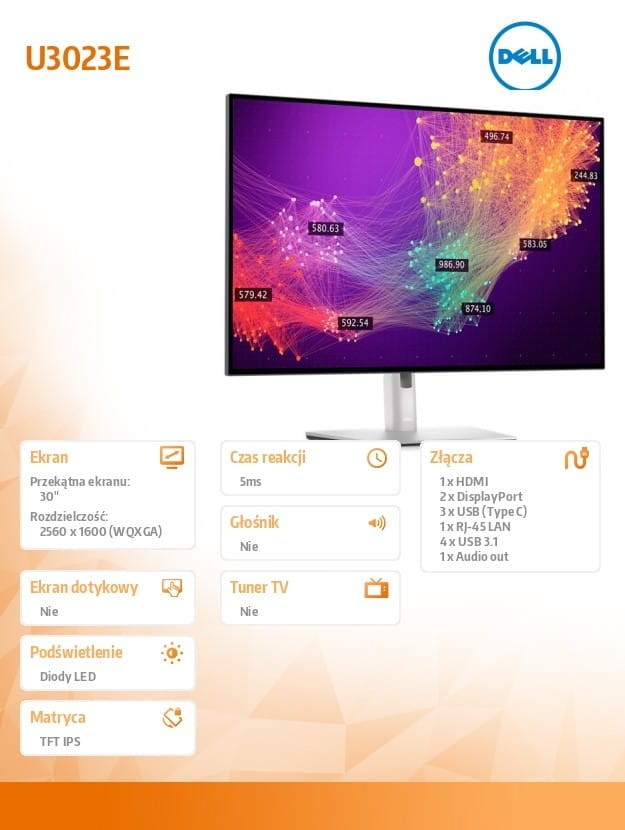 U3023E
DELL
496.74
244.83
580.63
583.05
986.90
579.42
874.10
592.54
Ekran
Przekątna ekranu:
30"
Rozdzielczość:
2560 x 1600 (WQXGA)
Czas reakcji
5ms
Złącza
1 x HDMI
2 x DisplayPort
3 x USB (Type C)
1 x RJ-45 LAN
4 x USB 3.1
1 x Audio out
Głośnik
Nie
Ekran dotykowy
Nie
Tuner TV
Nie
Podświetlenie
Diody LED
Matryca
TFT IPS